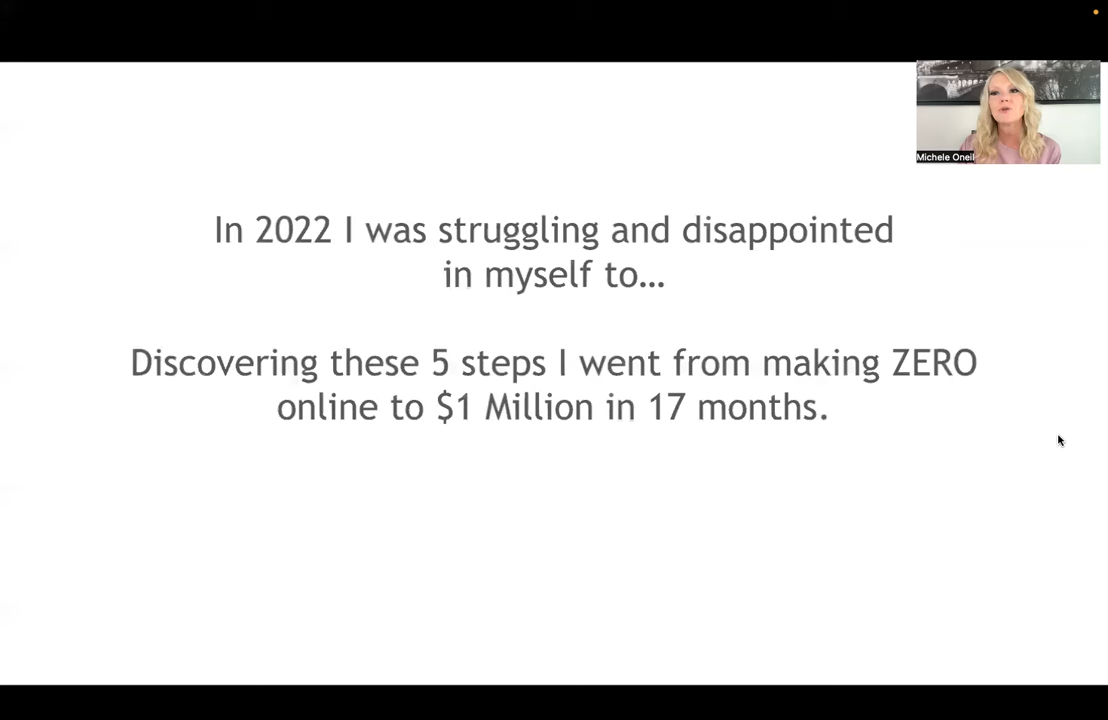 Michele Oneil
In 2022 I was struggling and disappointed
in myself to…
Discovering these 5 steps I went from making ZERO
online to $1 Million in 17 months.